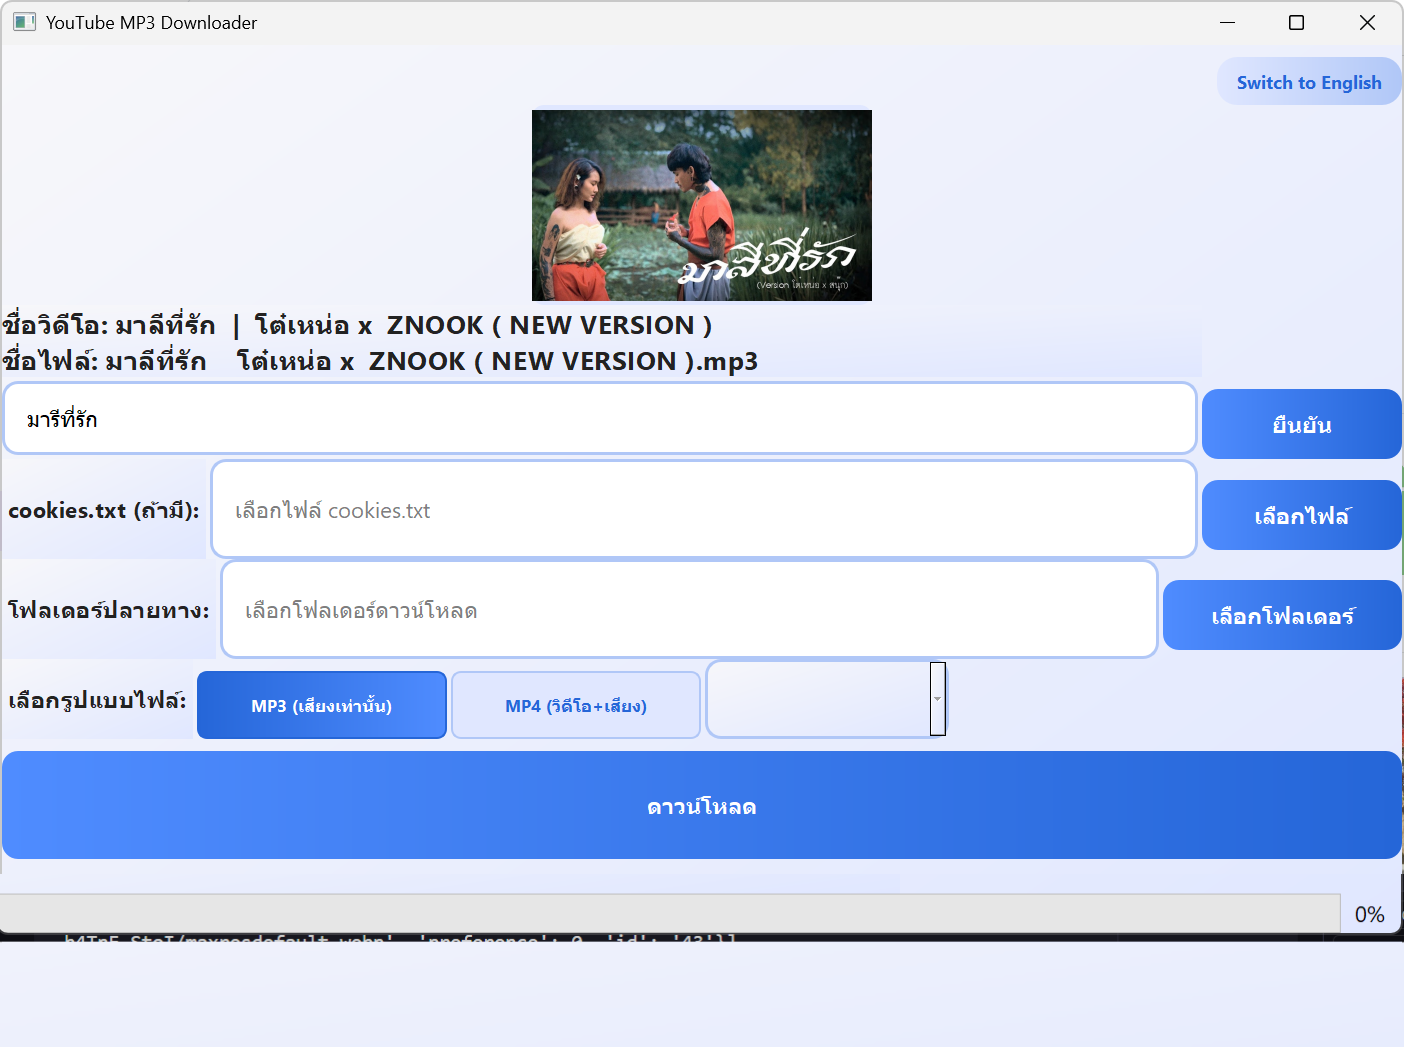 YouTube MP3 Downloader
Switch to English
มาลีที่รัก
(Version โต๋เหน่อ x สนุ๊ก)
ชื่อวิดีโอ: มาลีที่รัก | โต๋เหน่อ x ZNOOK ( NEW VERSION )
ชื่อไฟล์: มาลีที่รัก โต๋เหน่อ x ZNOOK ( NEW VERSION ).mp3
มารีที่รัก
ยืนยัน
cookies.txt (ถ้ามี):
เลือกไฟล์ cookies.txt
เลือกไฟล์
โฟลเดอร์ปลายทาง:
เลือกโฟลเดอร์ดาวน์โหลด
เลือกโฟลเดอร์
เลือกรูปแบบไฟล์:
MP3 (เสียงเท่านั้น)
MP4 (วิดีโอ+เสียง)
ดาวน์โหลด
0%